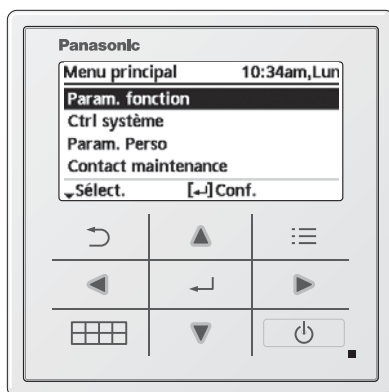 Panasonic
Menu principal 10:34am,Lun
Param. fonction
Ctrl système
Param. Perso
Contact maintenance
Sélect. [↵]Conf.